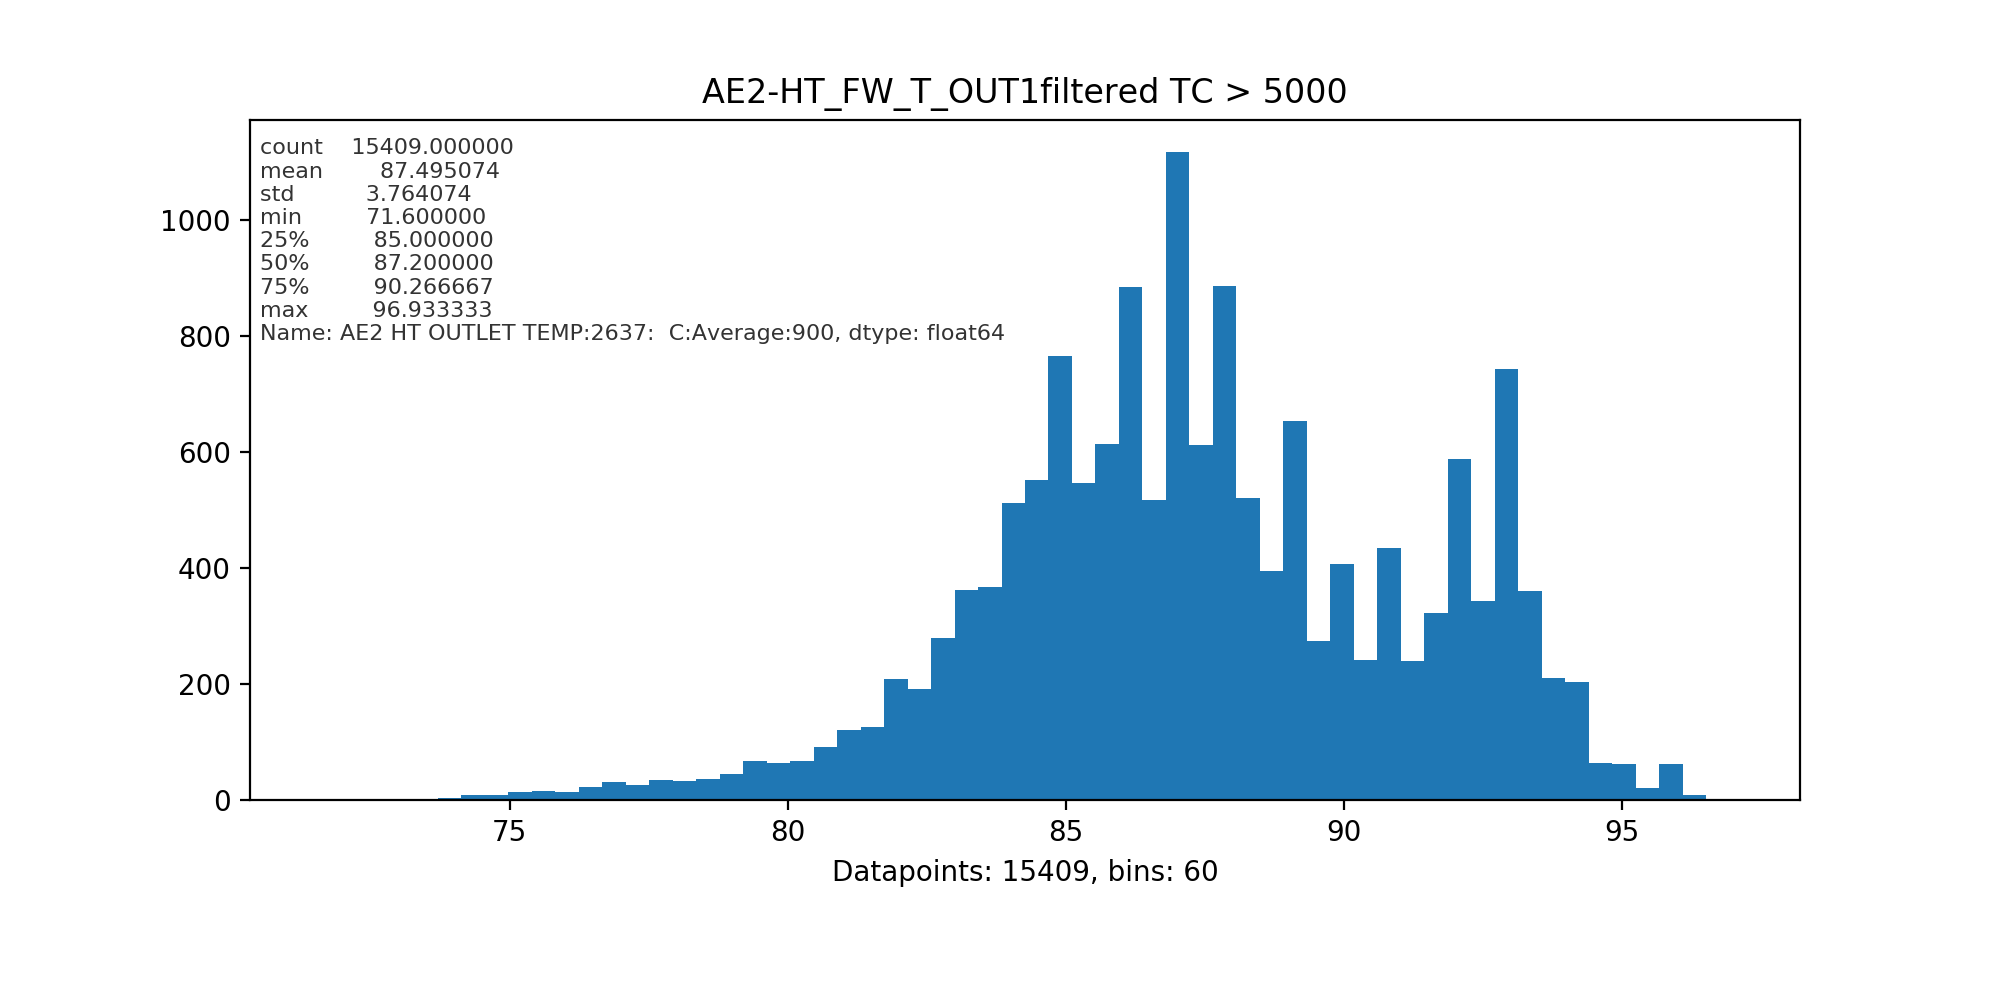 AE2-HT_FW_T_OUT1filtered TC > 5000
count    15409.000000
mean        87.495074
std          3.764074
min         71.600000
25%         85.000000
50%         87.200000
75%         90.266667
max         96.933333
Name: AE2 HT OUTLET TEMP:2637:  C:Average:900, dtype: float64
1000
800
600
400
200
0
75 80 85 90 95
Datapoints: 15409, bins: 60